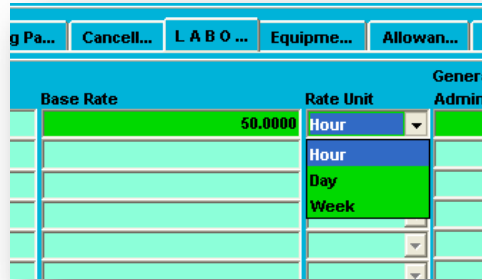 g Pa... Cancell... L A B O ... Equipme... Allowan...
Gener
Base Rate Rate Unit Admin
50.0000 Hour
Hour
Day
Week